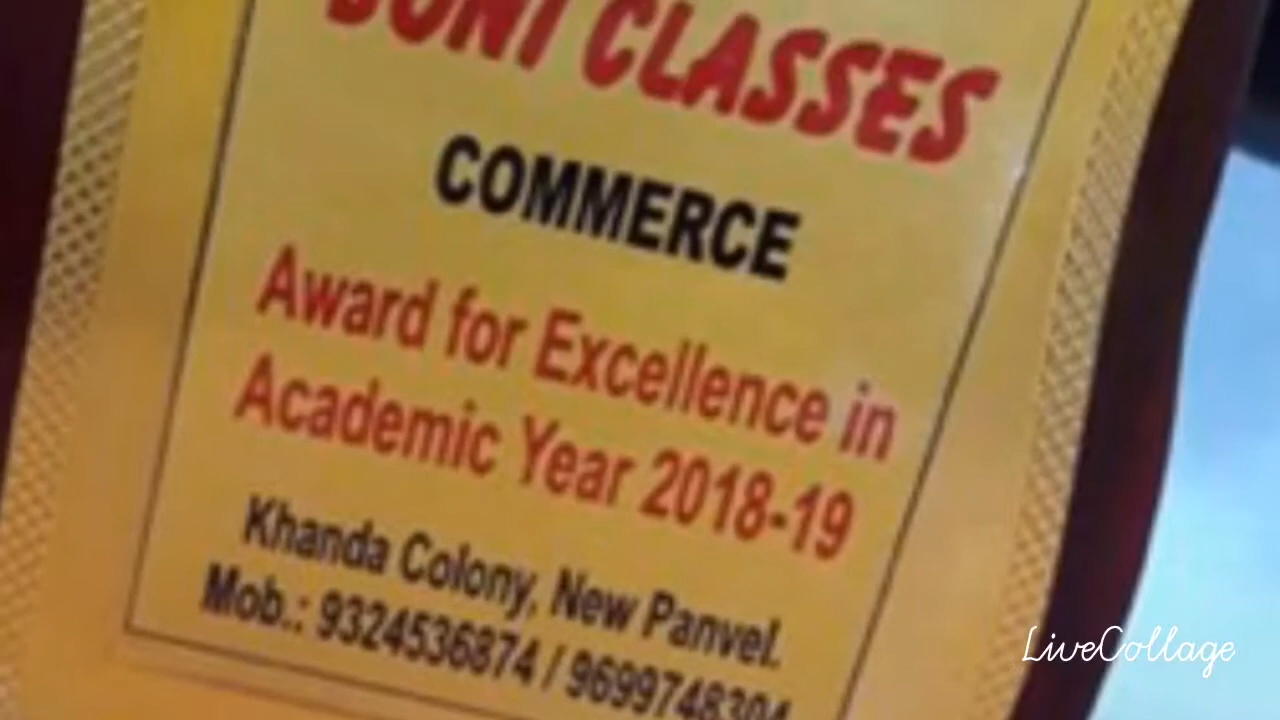 CLASSES
COMMERCE
Award for Excellence in
Academic Year 2018-19
Khanda Colony, New Panvel.
Mob.: 9324536874 /
LiveCollage